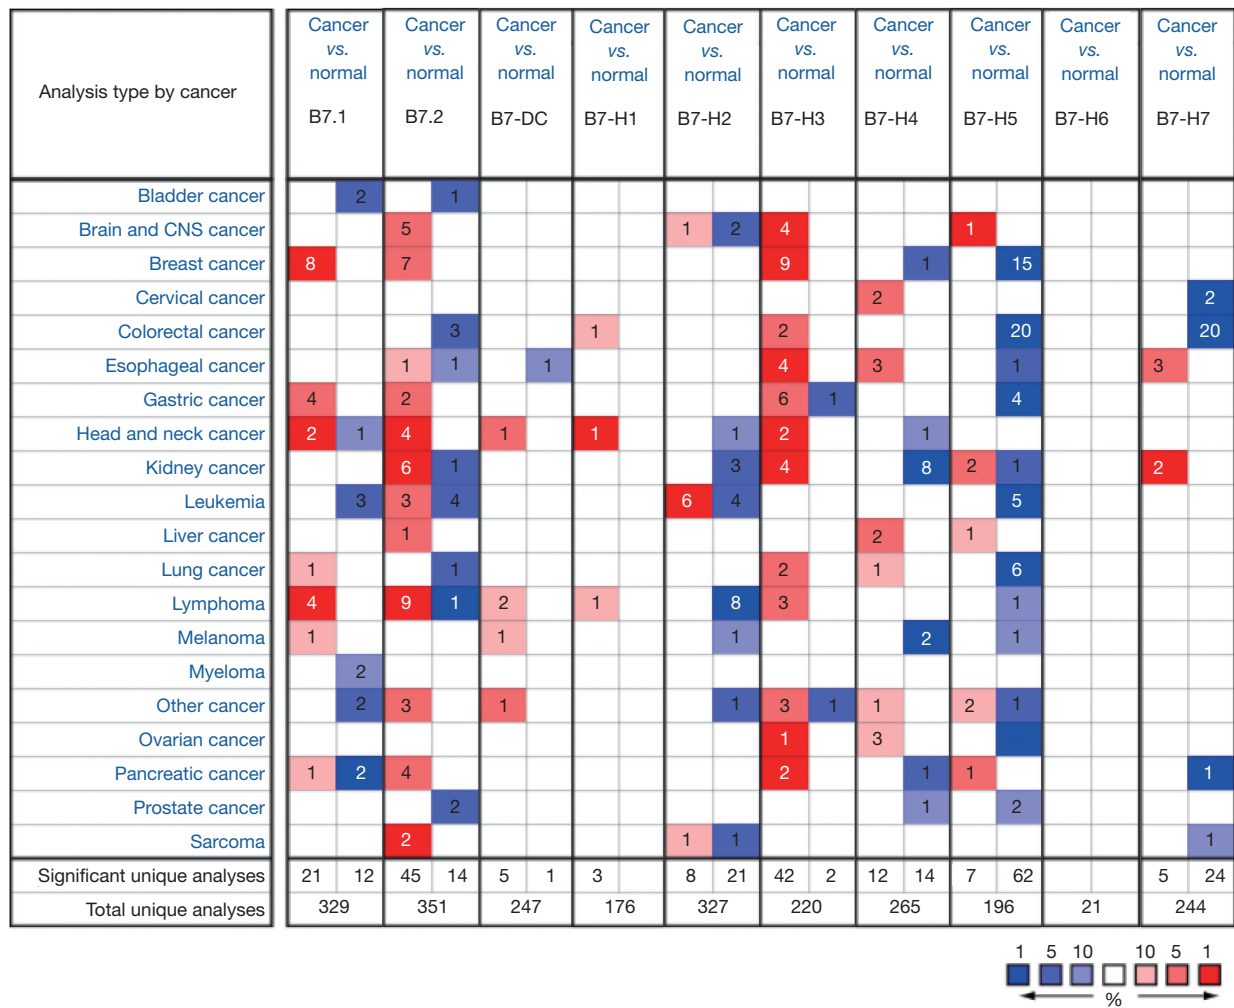 Analysis type by cancer
Cancer Cancer Cancer Cancer Cancer Cancer Cancer Cancer Cancer Cancer
vs. vs. vs. vs. vs. vs. vs. vs. vs. vs.
normal normal normal normal normal normal normal normal normal normal
B7.1 B7.2 B7-DC B7-H1 B7-H2 B7-H3 B7-H4 B7-H5 B7-H6 B7-H7
Bladder cancer 2 1
Brain and CNS cancer 5 1 2 4 1
Breast cancer 8 7 9 1 15
Cervical cancer 2 2
Colorectal cancer 3 1 2 20 20
Esophageal cancer 1 1 1 4 3 1 3
Gastric cancer 4 2 6 1 4
Head and neck cancer 2 1 4 1 1 1 2 1
Kidney cancer 6 1 3 4 8 2 1 2
Leukemia 3 3 4 6 4 5
Liver cancer 1 2 1
Lung cancer 1 1 2 1 6
Lymphoma 4 9 1 2 1 8 3 1
Melanoma 1 1 1 2 1
Myeloma 2
Other cancer 2 3 1 1 3 1 1 2 1
Ovarian cancer 1 3
Pancreatic cancer 1 2 4 2 1 1 1
Prostate cancer 2 1 2
Sarcoma 2 1 1 1
Significant unique analyses 21 12 45 14 5 1 3 8 21 42 2 12 14 7 62 5 24
Total unique analyses 329 351 247 176 327 220 265 196 21 244
1 5 10 10 5 1
%